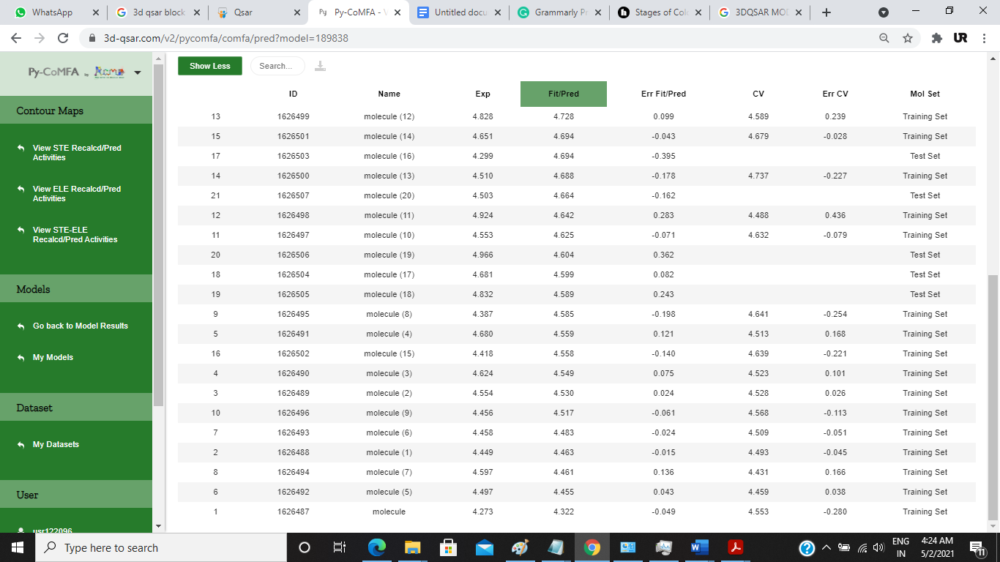 WhatsApp
3d qsar block
Qsar
Py-CoMFA - V
Untitled docu
Grammarly Pr
Stages of Colo
3DQSAR MOD
3d-qsar.com/v2/pycomfa/comfa/pred?model=189838
UR
Py-CoMFA by Rcmd
Contour Maps
View STE Recalcd/Pred
Activities
View ELE Recalcd/Pred
Activities
View STE-ELE
Recalcd/Pred Activities
Models
Go back to Model Results
My Models
Dataset
My Datasets
User
usr122096
Show Less Search...
ID Name Exp Fit/Pred Err Fit/Pred CV Err CV Mol Set
13 1626499 molecule (12) 4.828 4.728 0.099 4.589 0.239 Training Set
15 1626501 molecule (14) 4.651 4.694 -0.043 4.679 -0.028 Training Set
17 1626503 molecule (16) 4.299 4.694 -0.395 Test Set
14 1626500 molecule (13) 4.510 4.688 -0.178 4.737 -0.227 Training Set
21 1626507 molecule (20) 4.503 4.664 -0.162 Test Set
12 1626498 molecule (11) 4.924 4.642 0.283 4.488 0.436 Training Set
11 1626497 molecule (10) 4.553 4.625 -0.071 4.632 -0.079 Training Set
20 1626506 molecule (19) 4.966 4.604 0.362 Test Set
18 1626504 molecule (17) 4.681 4.599 0.082 Test Set
19 1626505 molecule (18) 4.832 4.589 0.243 Test Set
9 1626495 molecule (8) 4.387 4.585 -0.198 4.641 -0.254 Training Set
5 1626491 molecule (4) 4.680 4.559 0.121 4.513 0.168 Training Set
16 1626502 molecule (15) 4.418 4.558 -0.140 4.639 -0.221 Training Set
4 1626490 molecule (3) 4.624 4.549 0.075 4.523 0.101 Training Set
3 1626489 molecule (2) 4.554 4.530 0.024 4.528 0.026 Training Set
10 1626496 molecule (9) 4.456 4.517 -0.061 4.568 -0.113 Training Set
7 1626493 molecule (6) 4.458 4.483 -0.024 4.509 -0.051 Training Set
2 1626488 molecule (1) 4.449 4.463 -0.015 4.493 -0.045 Training Set
8 1626494 molecule (7) 4.597 4.461 0.136 4.431 0.166 Training Set
6 1626492 molecule (5) 4.497 4.455 0.043 4.459 0.038 Training Set
1 1626487 molecule 4.273 4.322 -0.049 4.553 -0.280 Training Set
Type here to search
ENG
IN
4:24 AM
5/2/2021
11